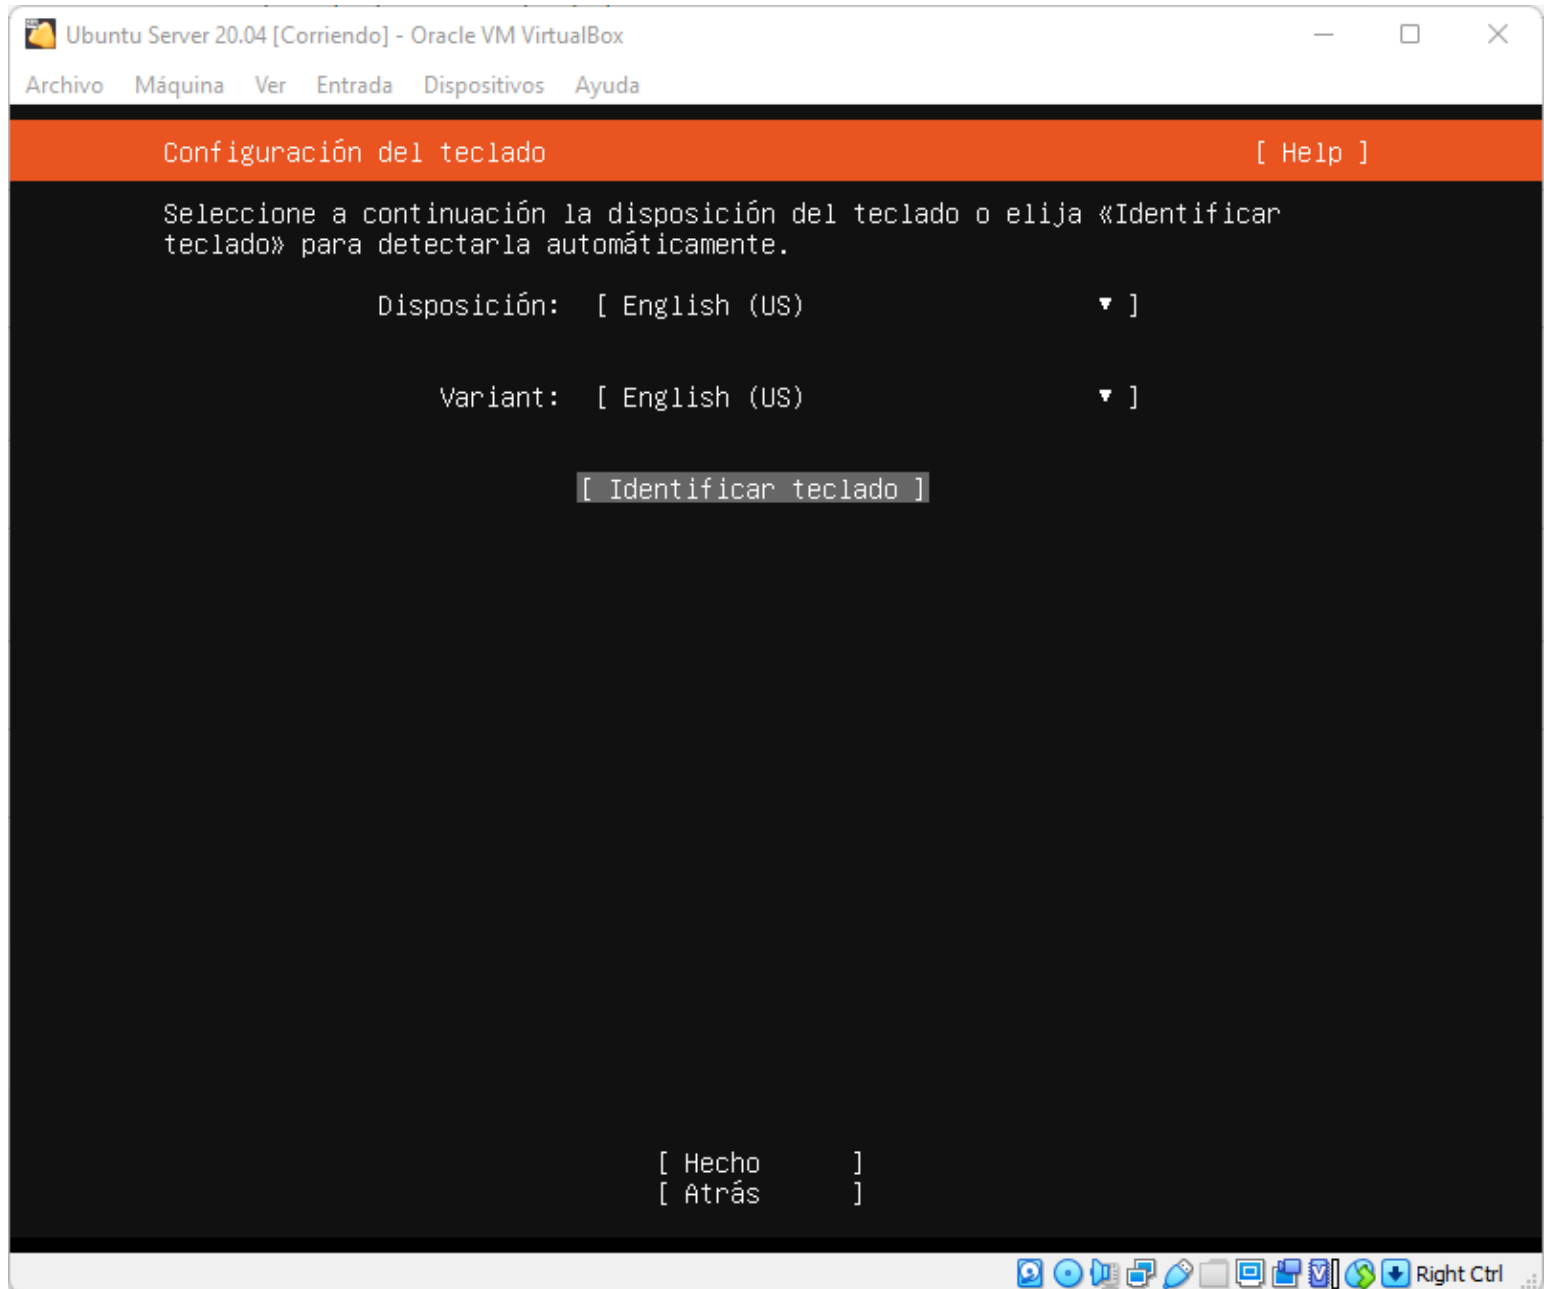 Ubuntu Server 20.04 [Corriendo] - Oracle VM VirtualBox
Archivo Máquina Ver Entrada Dispositivos Ayuda
Configuración del teclado [ Help ]
Seleccione a continuación la disposición del teclado o elija «Identificar
teclado» para detectarla automáticamente.
Disposición: [ English (US) ▼ ]
Variant: [ English (US) ▼ ]
[ Identificar teclado ]
[ Hecho ]
[ Atrás ]
Right Ctrl